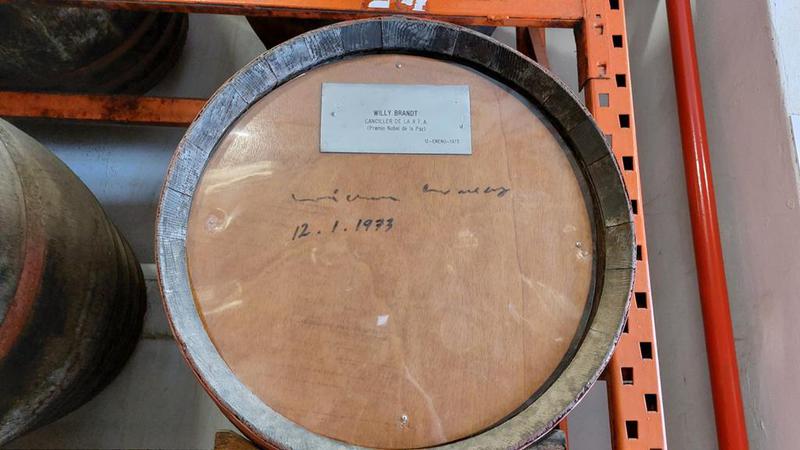 WILLY BRANDT
CANCILLER DE LA R.F.A.
(Premio Nobel de la Paz)
12-ENERO-1973
12.1.1973